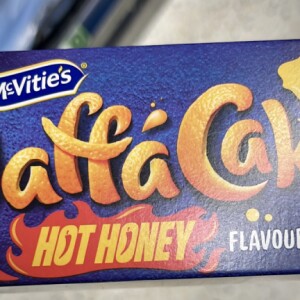 McVitie's
affa Cak
HOT HONEY
FLAVOU